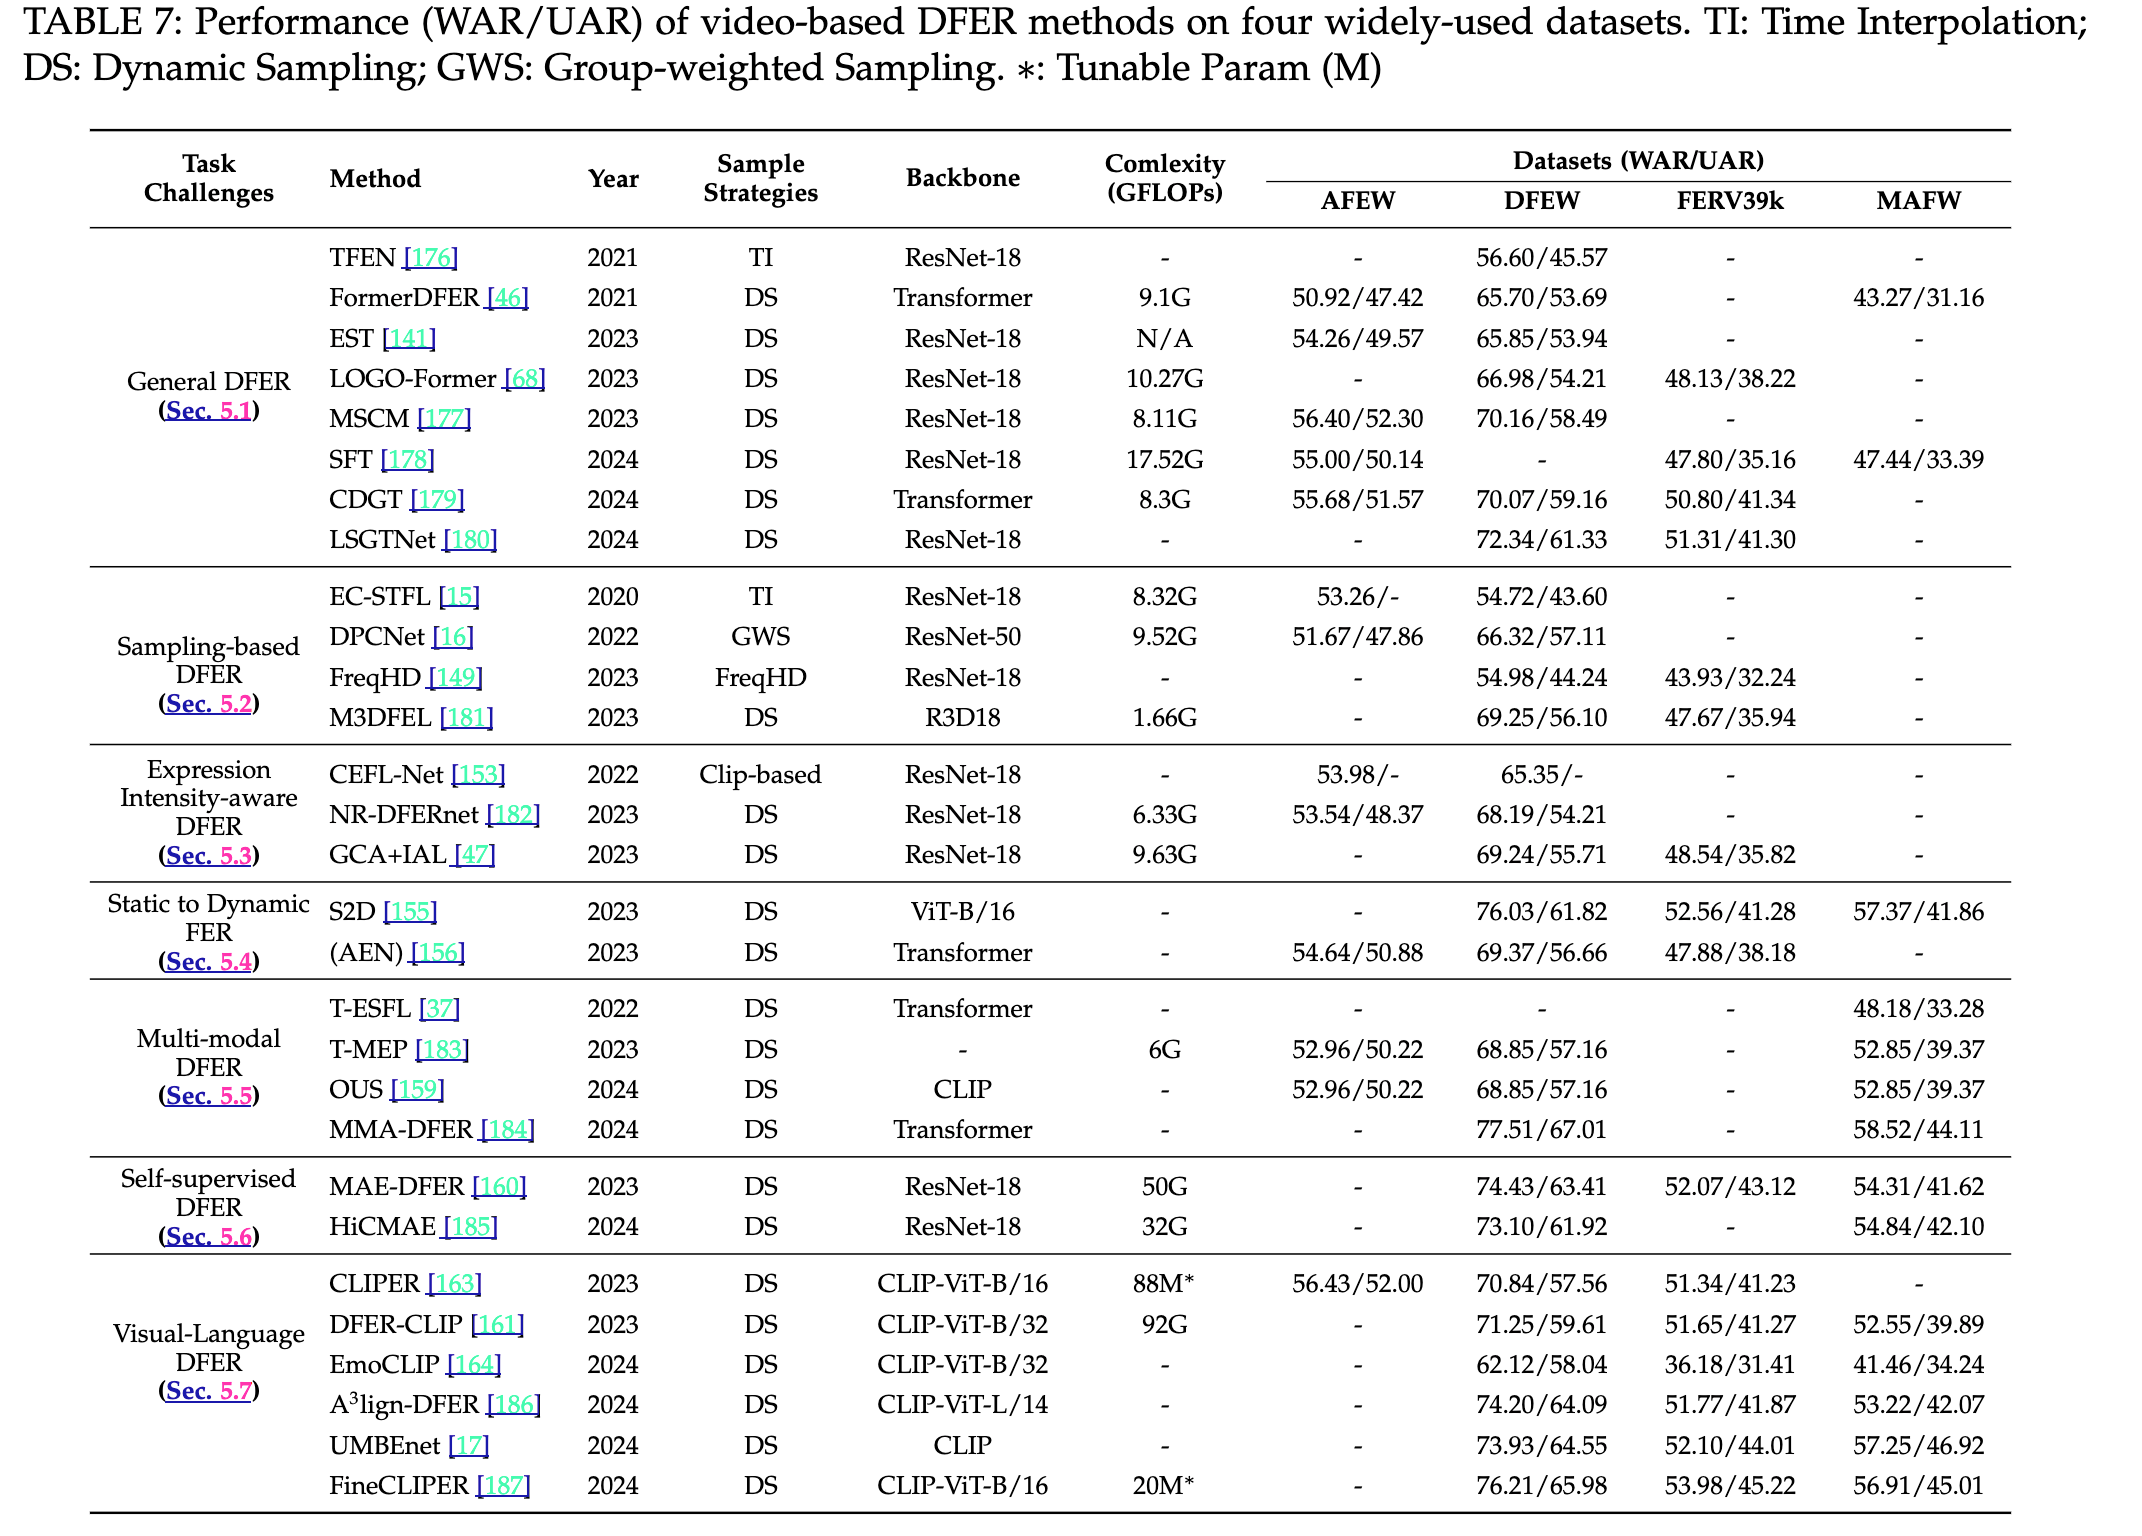 TABLE 7: Performance (WAR/UAR) of video-based DFER methods on four widely-used datasets. TI: Time Interpolation;
DS: Dynamic Sampling; GWS: Group-weighted Sampling. ∗: Tunable Param (M)
Task Challenges Method Year Sample Strategies Backbone Comlexity (GFLOPs) Datasets (WAR/UAR)
AFEW DFEW FERV39k MAFW
General DFER (Sec. 5.1)
TFEN [176] 2021 TI ResNet-18 - - 56.60/45.57 - -
FormerDFER [46] 2021 DS Transformer 9.1G 50.92/47.42 65.70/53.69 - 43.27/31.16
EST [141] 2023 DS ResNet-18 N/A 54.26/49.57 65.85/53.94 - -
LOGO-Former [68] 2023 DS ResNet-18 10.27G - 66.98/54.21 48.13/38.22 -
MSCM [177] 2023 DS ResNet-18 8.11G 56.40/52.30 70.16/58.49 - -
SFT [178] 2024 DS ResNet-18 17.52G 55.00/50.14 - 47.80/35.16 47.44/33.39
CDGT [179] 2024 DS Transformer 8.3G 55.68/51.57 70.07/59.16 50.80/41.34 -
LSGTNet [180] 2024 DS ResNet-18 - - 72.34/61.33 51.31/41.30 -
Sampling-based DFER (Sec. 5.2)
EC-STFL [15] 2020 TI ResNet-18 8.32G 53.26/- 54.72/43.60 - -
DPCNet [16] 2022 GWS ResNet-50 9.52G 51.67/47.86 66.32/57.11 - -
FreqHD [149] 2023 FreqHD ResNet-18 - - 54.98/44.24 43.93/32.24 -
M3DFEL [181] 2023 DS R3D18 1.66G - 69.25/56.10 47.67/35.94 -
Expression Intensity-aware DFER (Sec. 5.3)
CEFL-Net [153] 2022 Clip-based ResNet-18 - 53.98/- 65.35/- - -
NR-DFERnet [182] 2023 DS ResNet-18 6.33G 53.54/48.37 68.19/54.21 - -
GCA+IAL [47] 2023 DS ResNet-18 9.63G - 69.24/55.71 48.54/35.82 -
Static to Dynamic FER (Sec. 5.4)
S2D [155] 2023 DS ViT-B/16 - - 76.03/61.82 52.56/41.28 57.37/41.86
(AEN) [156] 2023 DS Transformer - 54.64/50.88 69.37/56.66 47.88/38.18 -
Multi-modal DFER (Sec. 5.5)
T-ESFL [37] 2022 DS Transformer - - - - 48.18/33.28
T-MEP [183] 2023 DS - 6G 52.96/50.22 68.85/57.16 - 52.85/39.37
OUS [159] 2024 DS CLIP - 52.96/50.22 68.85/57.16 - 52.85/39.37
MMA-DFER [184] 2024 DS Transformer - - 77.51/67.01 - 58.52/44.11
Self-supervised DFER (Sec. 5.6)
MAE-DFER [160] 2023 DS ResNet-18 50G - 74.43/63.41 52.07/43.12 54.31/41.62
HiCMAE [185] 2024 DS ResNet-18 32G - 73.10/61.92 - 54.84/42.10
Visual-Language DFER (Sec. 5.7)
CLIPER [163] 2023 DS CLIP-ViT-B/16 88M* 56.43/52.00 70.84/57.56 51.34/41.23 -
DFER-CLIP [161] 2023 DS CLIP-ViT-B/32 92G - 71.25/59.61 51.65/41.27 52.55/39.89
EmoCLIP [164] 2024 DS CLIP-ViT-B/32 - - 62.12/58.04 36.18/31.41 41.46/34.24
A³lign-DFER [186] 2024 DS CLIP-ViT-L/14 - - 74.20/64.09 51.77/41.87 53.22/42.07
UMBEnet [17] 2024 DS CLIP - - 73.93/64.55 52.10/44.01 57.25/46.92
FineCLIPER [187] 2024 DS CLIP-ViT-B/16 20M* - 76.21/65.98 53.98/45.22 56.91/45.01